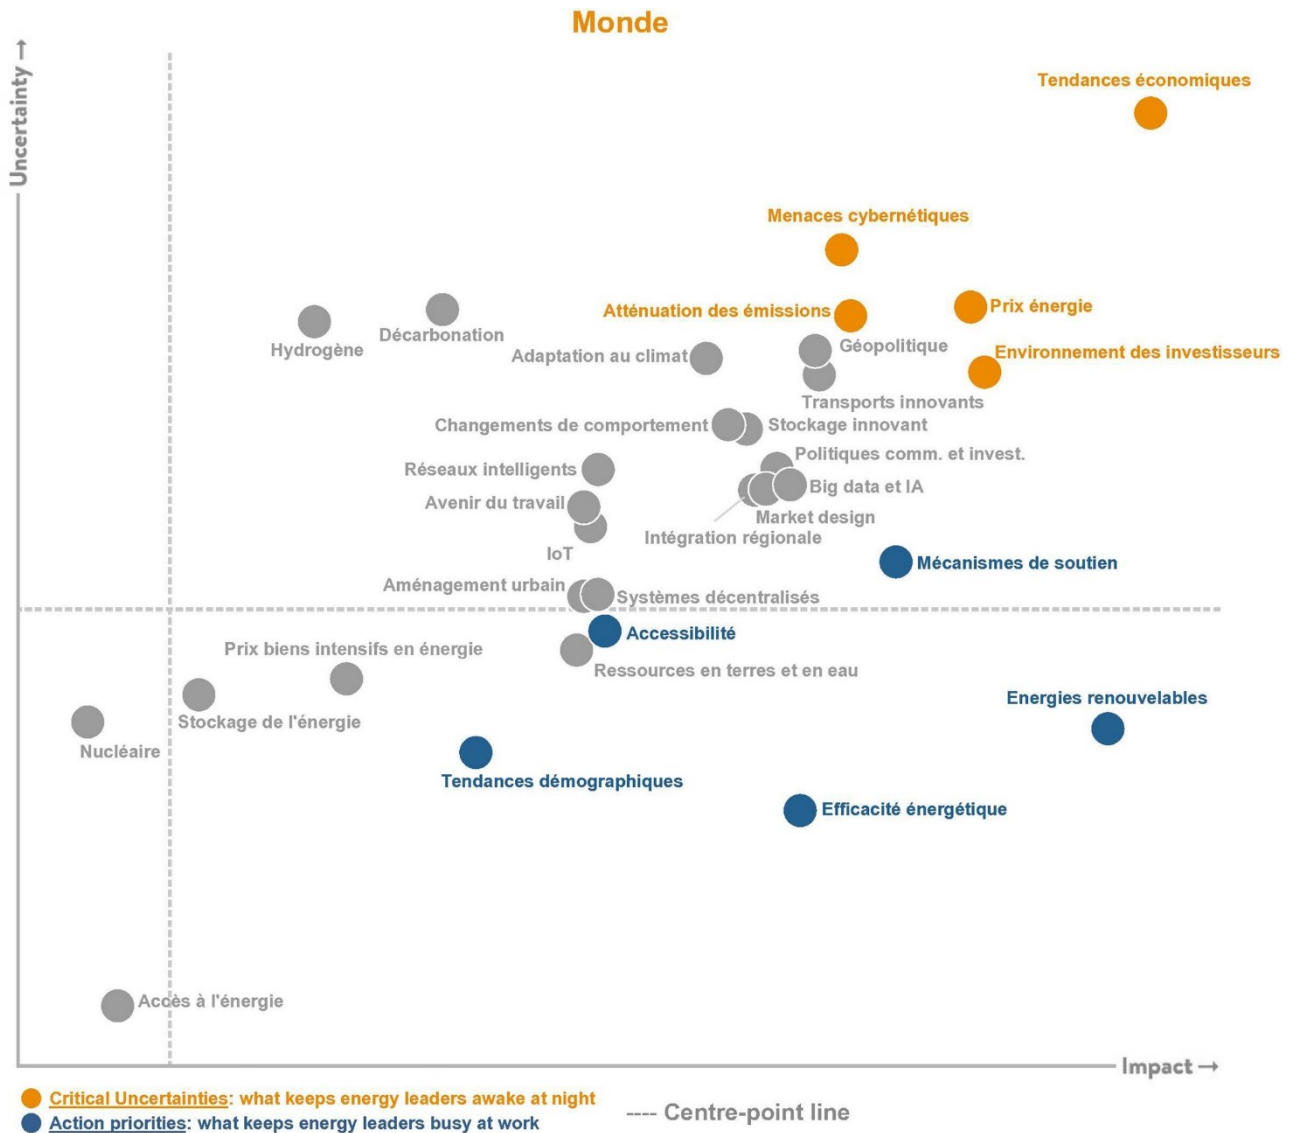 Monde
Uncertainty →
Tendances économiques
Menaces cybernétiques
Atténuation des émissions
Prix énergie
Hydrogène
Décarbonation
Adaptation au climat
Géopolitique
Environnement des investisseurs
Transports innovants
Changements de comportement
Stockage innovant
Politiques comm. et invest.
Réseaux intelligents
Big data et IA
Avenir du travail
Market design
Intégration régionale
IoT
Mécanismes de soutien
Aménagement urbain
Systèmes décentralisés
Accessibilité
Prix biens intensifs en énergie
Ressources en terres et en eau
Energies renouvelables
Stockage de l'énergie
Nucléaire
Tendances démographiques
Efficacité énergétique
Accès à l'énergie
Impact →
Critical Uncertainties: what keeps energy leaders awake at night
Action priorities: what keeps energy leaders busy at work
---- Centre-point line